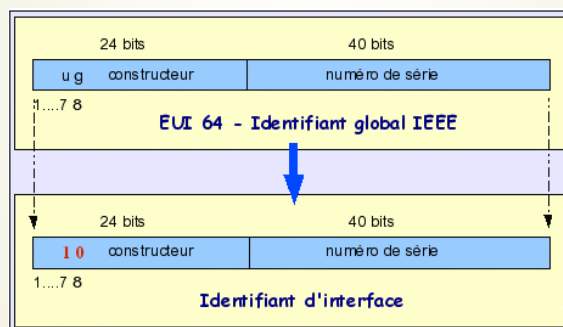 24 bits 40 bits
u g constructeur numéro de série
1....7 8
EUI 64 - Identifiant global IEEE
24 bits 40 bits
1 0 constructeur numéro de série
1....7 8
Identifiant d'interface